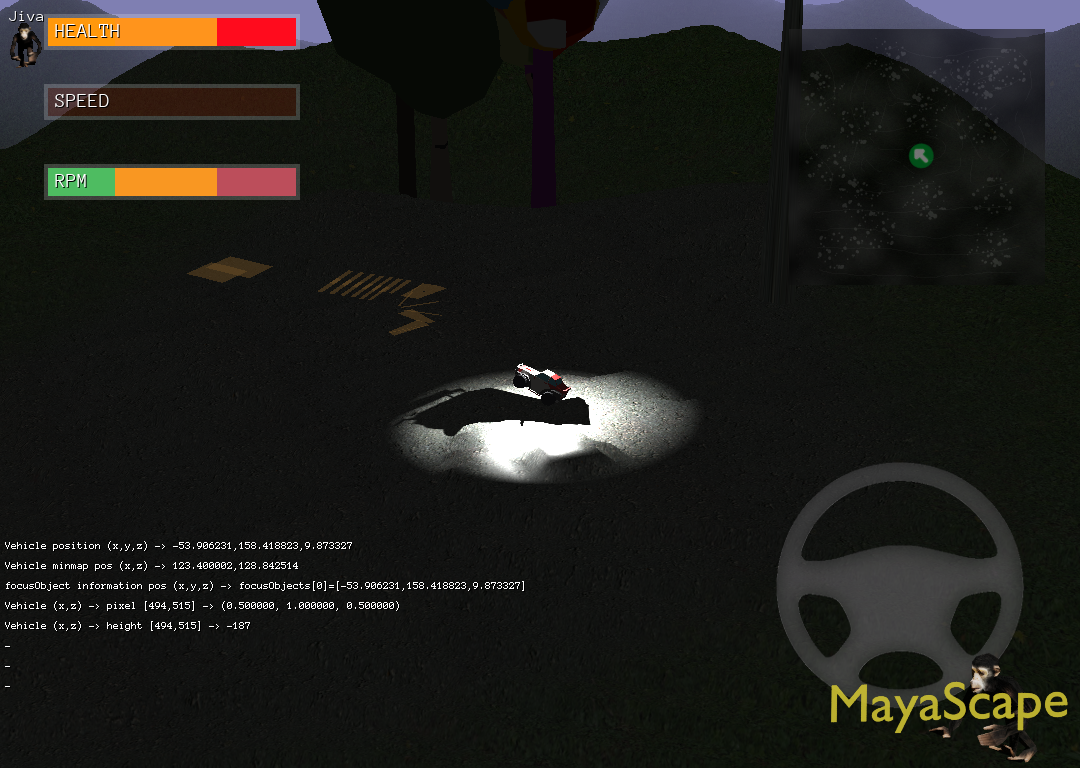 Jiva
HEALTH
SPEED
RPM
Vehicle position (x,y,z) -> -53.906231,158.418823,9.873327
Vehicle minmap pos (x,z) -> 123.400002,128.842514
focusObject information pos (x,y,z) -> focusObjects[0]=[-53.906231,158.418823,9.873327]
Vehicle (x,z) -> pixel [494,515] -> (0.500000, 1.000000, 0.500000)
Vehicle (x,z) -> height [494,515] -> -187
-
-
-
MayaScape